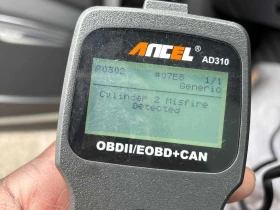 ANCEL
AD310
P0302 $07E8 1/1
Generic
Cylinder 2 Misfire
Detected
OBDII/EOBD+CAN